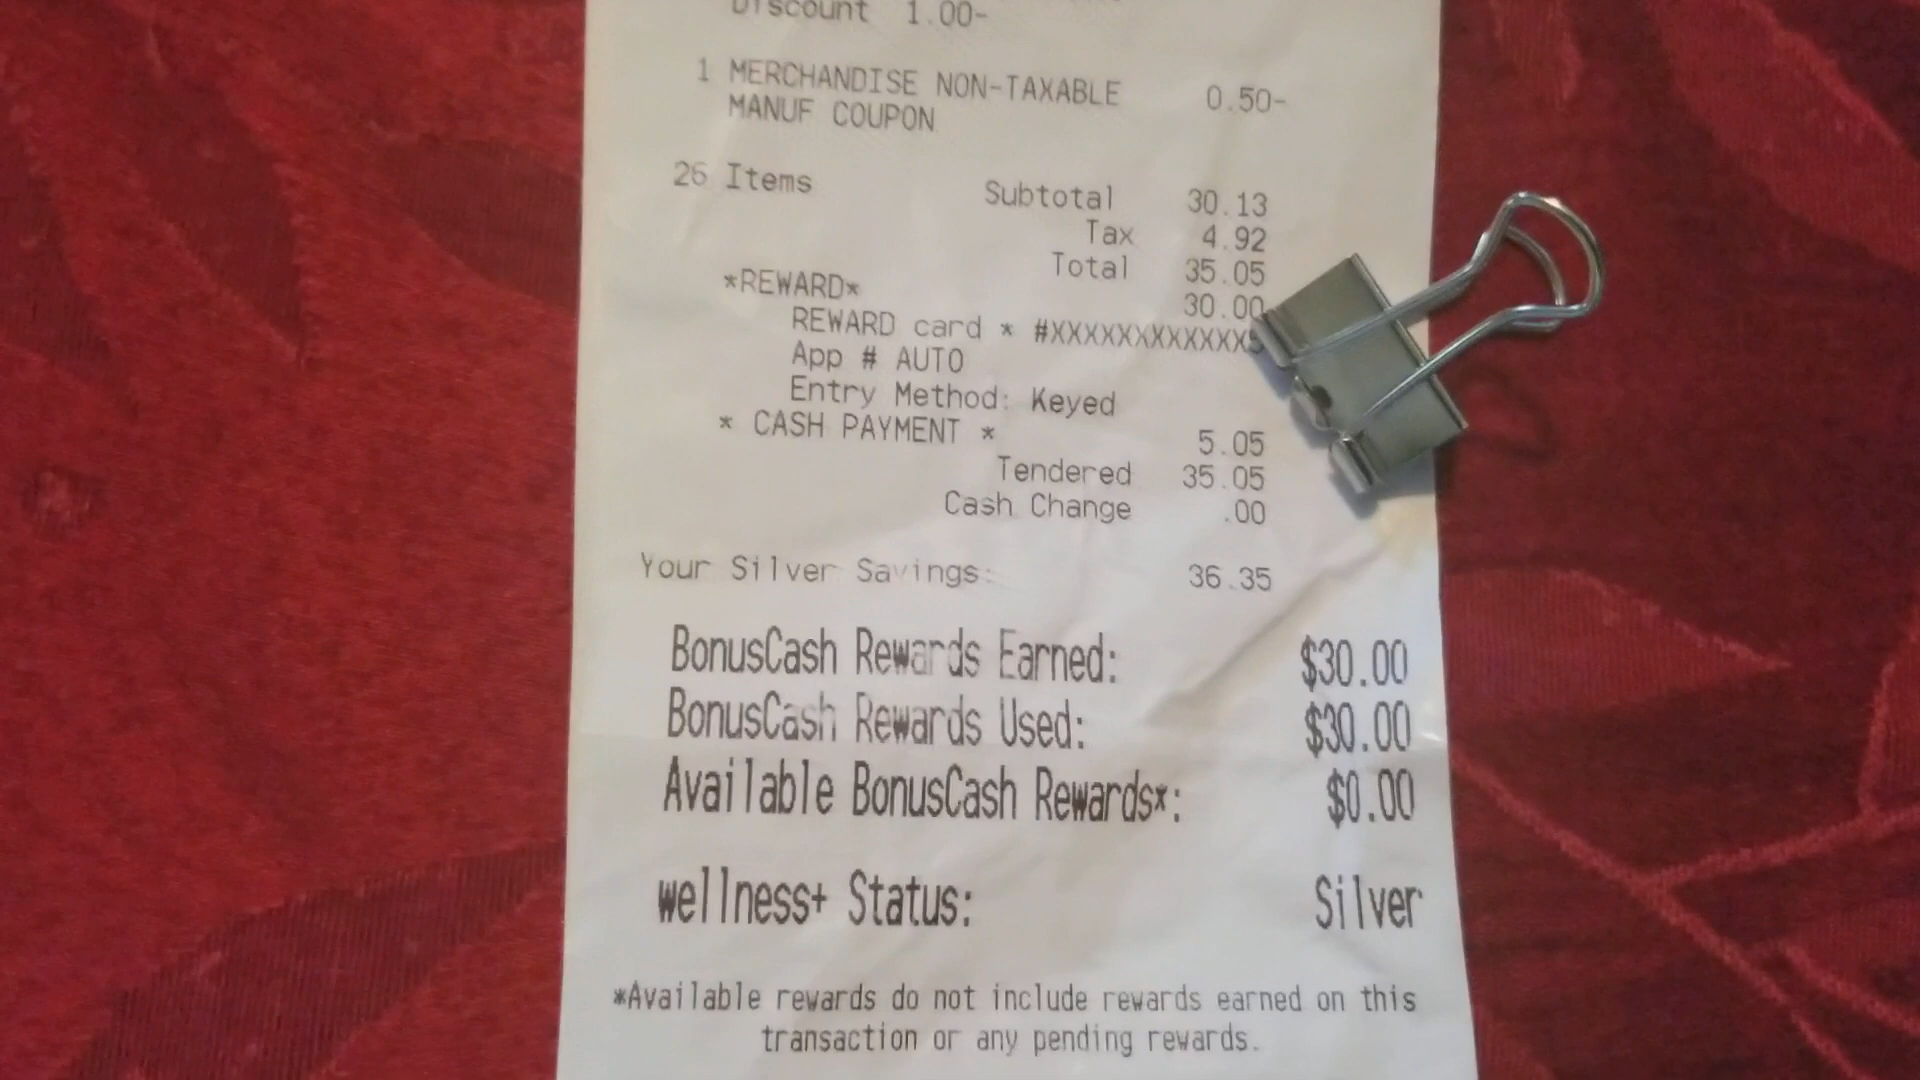 Discount 1.00-
1 MERCHANDISE NON-TAXABLE 0.50-
MANUF COUPON
26 Items Subtotal 30.13
Tax 4.92
Total 35.05
*REWARD* 30.00
REWARD card * #XXXXXXXXXXXX5
App # AUTO
Entry Method: Keyed
* CASH PAYMENT * 5.05
Tendered 35.05
Cash Change .00
Your Silver Savings: 36.35
BonusCash Rewards Earned: $30.00
BonusCash Rewards Used: $30.00
Available BonusCash Rewards*: $0.00
wellness+ Status: Silver
*Available rewards do not include rewards earned on this
transaction or any pending rewards.